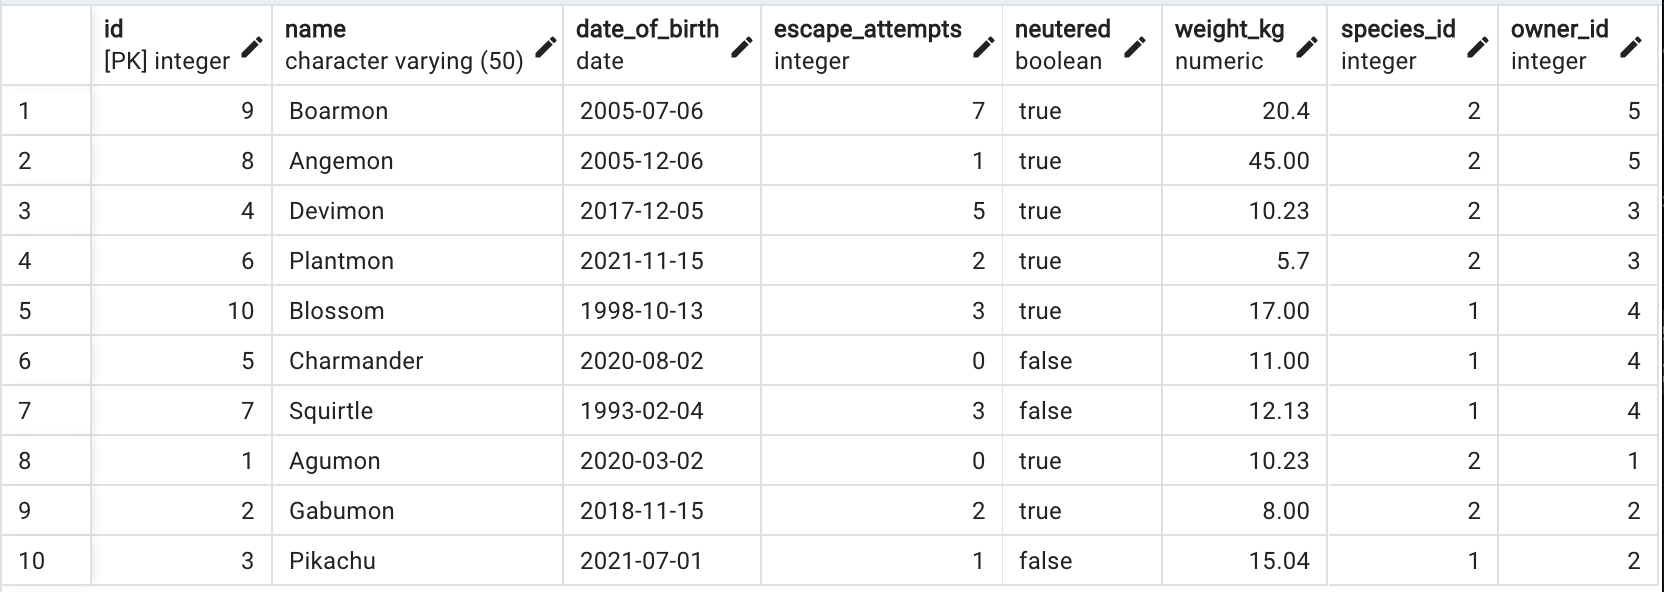 id name date_of_birth escape_attempts neutered weight_kg species_id owner_id
[PK] integer character varying (50) date integer boolean numeric integer integer
1 9 Boarmon 2005-07-06 7 true 20.4 2 5
2 8 Angemon 2005-12-06 1 true 45.00 2 5
3 4 Devimon 2017-12-05 5 true 10.23 2 3
4 6 Plantmon 2021-11-15 2 true 5.7 2 3
5 10 Blossom 1998-10-13 3 true 17.00 1 4
6 5 Charmander 2020-08-02 0 false 11.00 1 4
7 7 Squirtle 1993-02-04 3 false 12.13 1 4
8 1 Agumon 2020-03-02 0 true 10.23 2 1
9 2 Gabumon 2018-11-15 2 true 8.00 2 2
10 3 Pikachu 2021-07-01 1 false 15.04 1 2